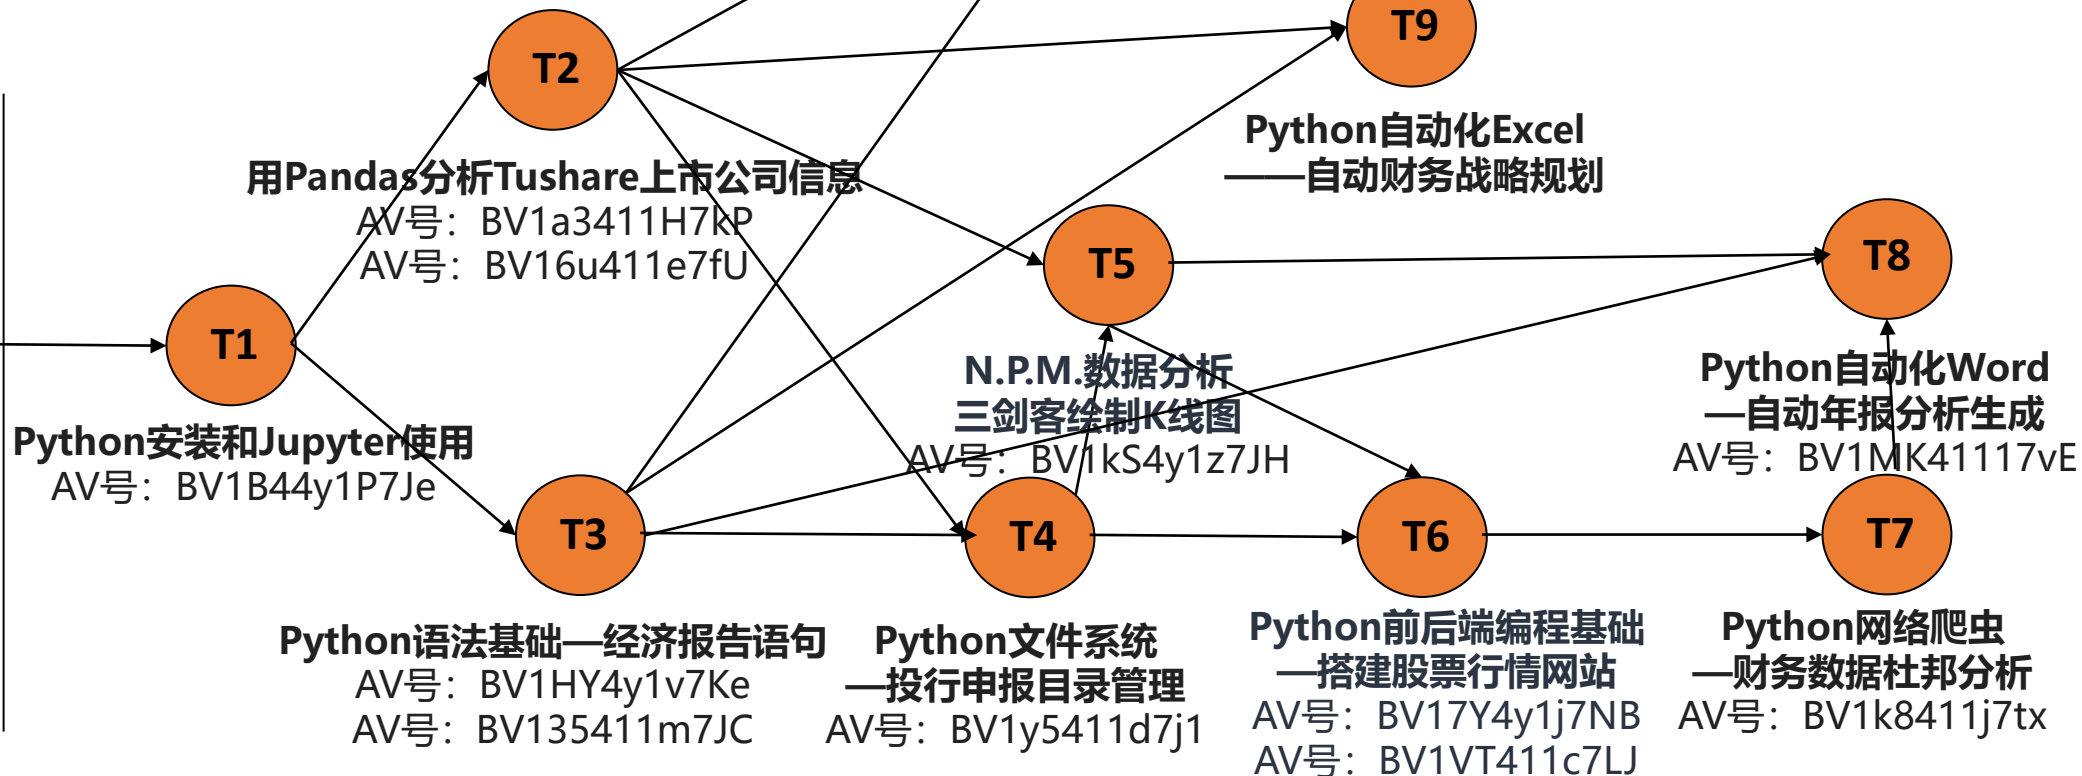 T9
T2
Python自动化Excel
——自动财务战略规划
用Pandas分析Tushare上市公司信息
AV号：BV1a3411H7kP
AV号：BV16u411e7fU
T5
T8
T1
N.P.M.数据分析
三剑客绘制K线图
AV号：BV1kS4y1z7JH
Python自动化Word
—自动年报分析生成
AV号：BV1MK41117vE
Python安装和Jupyter使用
AV号：BV1B44y1P7Je
T3
T4
T6
T7
Python语法基础—经济报告语句
AV号：BV1HY4y1v7Ke
AV号：BV135411m7JC
Python文件系统
—投行申报目录管理
AV号：BV1y5411d7j1
Python前后端编程基础
—搭建股票行情网站
AV号：BV17Y4y1j7NB
AV号：BV1VT411c7LJ
Python网络爬虫
—财务数据杜邦分析
AV号：BV1k8411j7tx